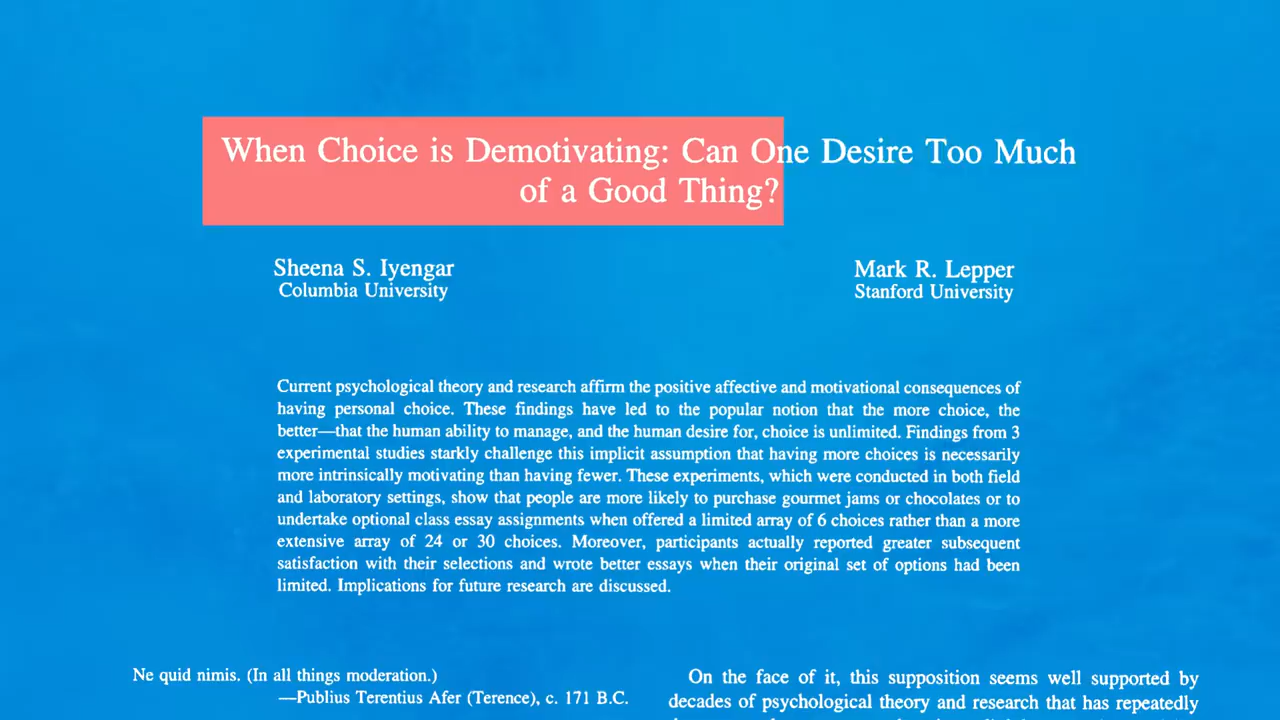 When Choice is Demotivating: Can One Desire Too Much
of a Good Thing?
Sheena S. Iyengar
Columbia University
Mark R. Lepper
Stanford University
Current psychological theory and research affirm the positive affective and motivational consequences of
having personal choice. These findings have led to the popular notion that the more choice, the
better—that the human ability to manage, and the human desire for, choice is unlimited. Findings from 3
experimental studies starkly challenge this implicit assumption that having more choices is necessarily
more intrinsically motivating than having fewer. These experiments, which were conducted in both field
and laboratory settings, show that people are more likely to purchase gourmet jams or chocolates or to
undertake optional class essay assignments when offered a limited array of 6 choices rather than a more
extensive array of 24 or 30 choices. Moreover, participants actually reported greater subsequent
satisfaction with their selections and wrote better essays when their original set of options had been
limited. Implications for future research are discussed.
Ne quid nimis. (In all things moderation.)
—Publius Terentius Afer (Terence), c. 171 B.C.
On the face of it, this supposition seems well supported by
decades of psychological theory and research that has repeatedly